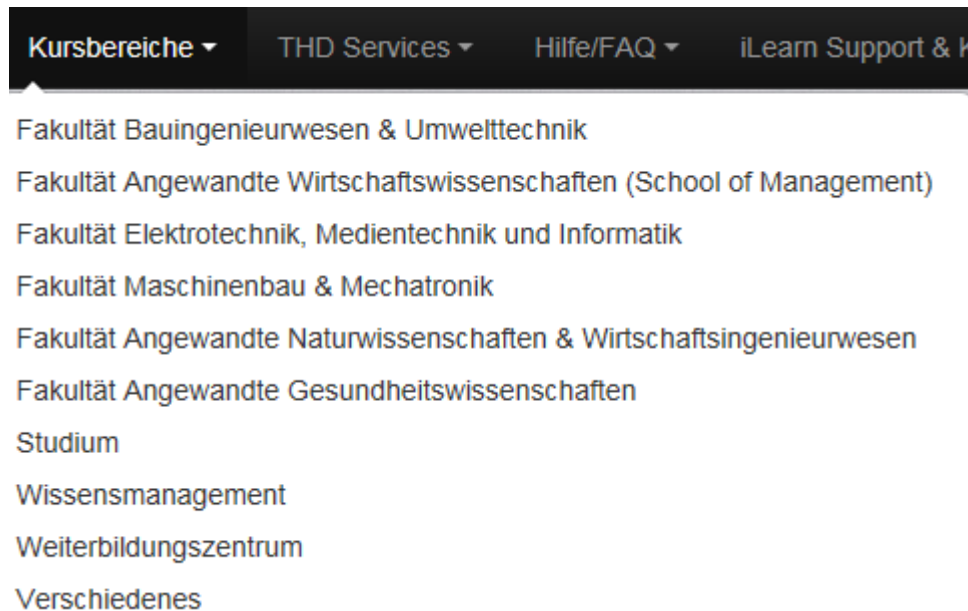 Kursbereiche THD Services Hilfe/FAQ iLearn Support &
Fakultät Bauingenieurwesen & Umwelttechnik
Fakultät Angewandte Wirtschaftswissenschaften (School of Management)
Fakultät Elektrotechnik, Medientechnik und Informatik
Fakultät Maschinenbau & Mechatronik
Fakultät Angewandte Naturwissenschaften & Wirtschaftsingenieurwesen
Fakultät Angewandte Gesundheitswissenschaften
Studium
Wissensmanagement
Weiterbildungszentrum
Verschiedenes